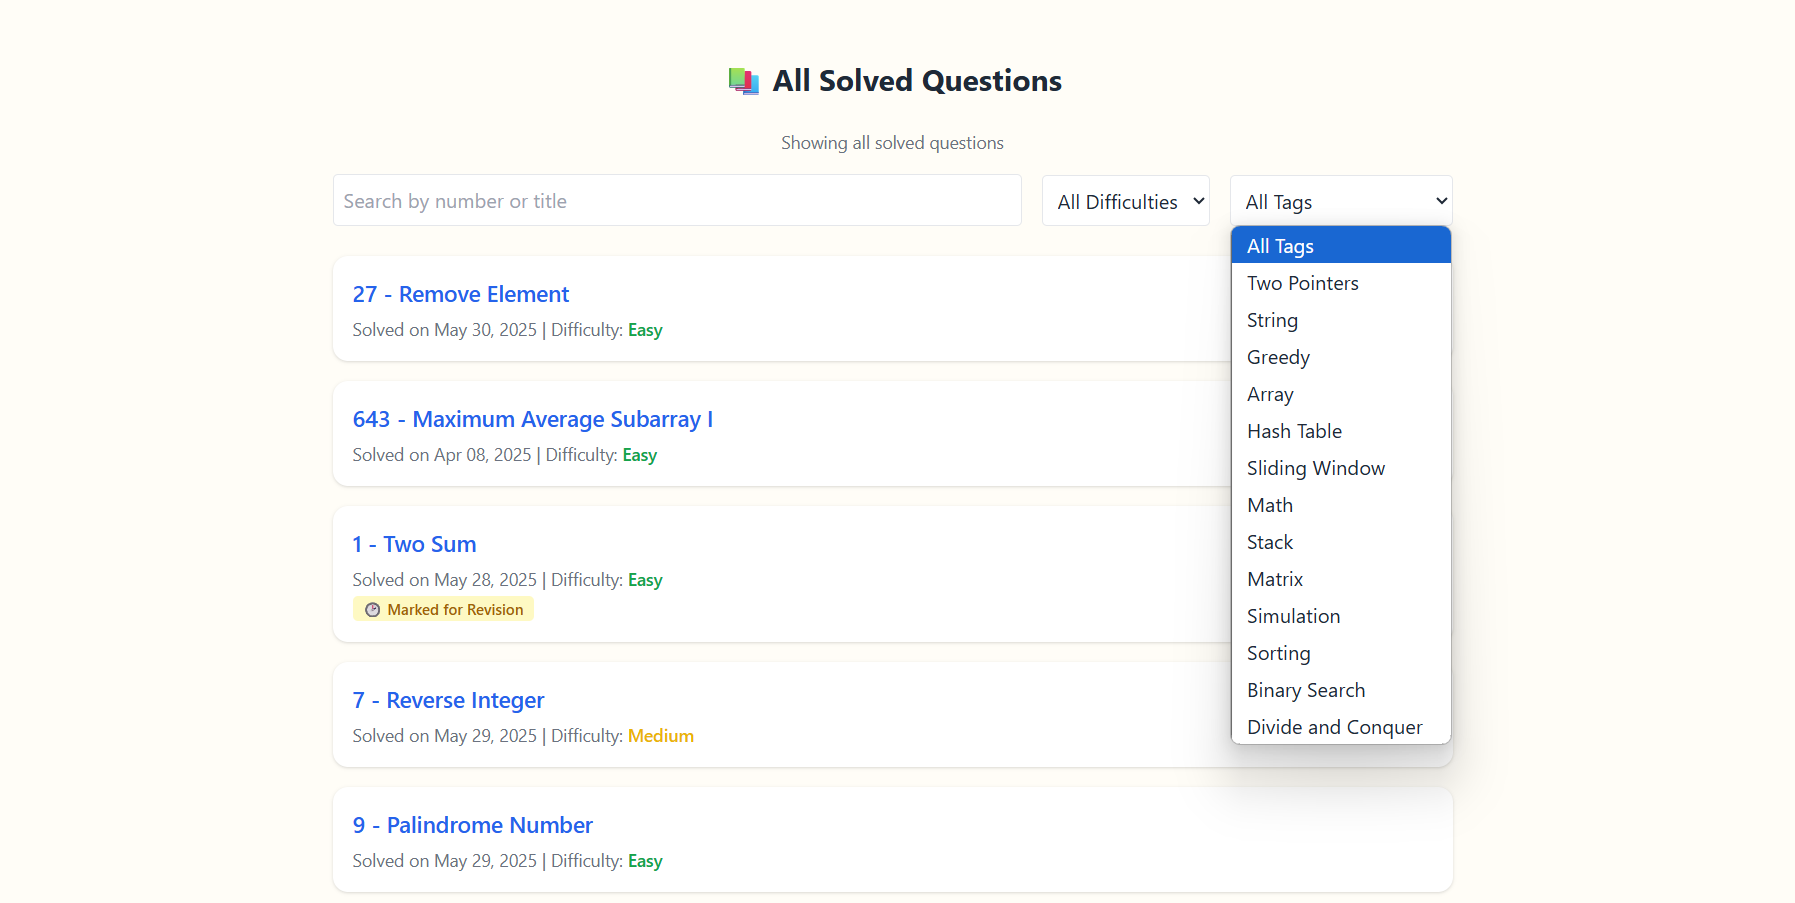 All Solved Questions
Showing all solved questions
Search by number or title
All Difficulties
All Tags
All Tags
Two Pointers
String
Greedy
Array
Hash Table
Sliding Window
Math
Stack
Matrix
Simulation
Sorting
Binary Search
Divide and Conquer
27 - Remove Element
Solved on May 30, 2025 | Difficulty: Easy
643 - Maximum Average Subarray I
Solved on Apr 08, 2025 | Difficulty: Easy
1 - Two Sum
Solved on May 28, 2025 | Difficulty: Easy
Marked for Revision
7 - Reverse Integer
Solved on May 29, 2025 | Difficulty: Medium
9 - Palindrome Number
Solved on May 29, 2025 | Difficulty: Easy